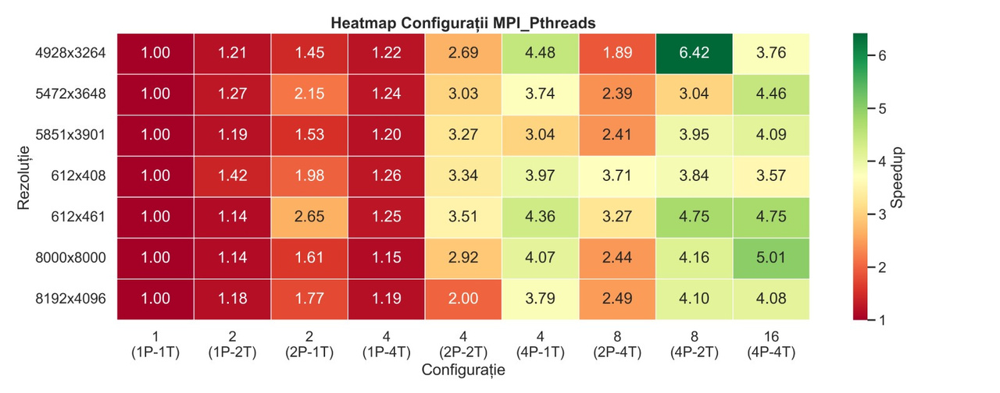 Heatmap Configurații MPI_Pthreads
Rezoluție
4928x3264 1.00 1.21 1.45 1.22 2.69 4.48 1.89 6.42 3.76
5472x3648 1.00 1.27 2.15 1.24 3.03 3.74 2.39 3.04 4.46
5851x3901 1.00 1.19 1.53 1.20 3.27 3.04 2.41 3.95 4.09
612x408 1.00 1.42 1.98 1.26 3.34 3.97 3.71 3.84 3.57
612x461 1.00 1.14 2.65 1.25 3.51 4.36 3.27 4.75 4.75
8000x8000 1.00 1.14 1.61 1.15 2.92 4.07 2.44 4.16 5.01
8192x4096 1.00 1.18 1.77 1.19 2.00 3.79 2.49 4.10 4.08
1 2 2 4 4 4 8 8 16
(1P-1T) (1P-2T) (2P-1T) (1P-4T) (2P-2T) (4P-1T) (2P-4T) (4P-2T) (4P-4T)
Configurație
6
5
4
3
2
1
Speedup